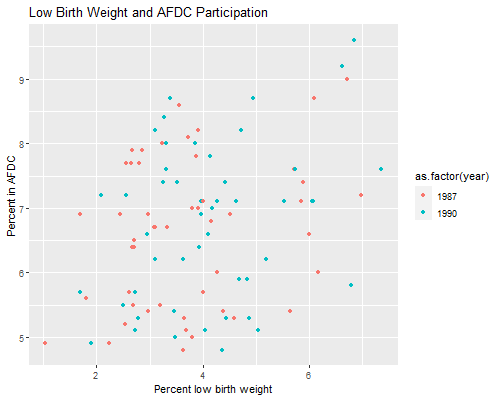 Low Birth Weight and AFDC Participation
Percent in AFDC
9
8
7
6
5
2
4
6
Percent low birth weight
as.factor(year)
1987
1990